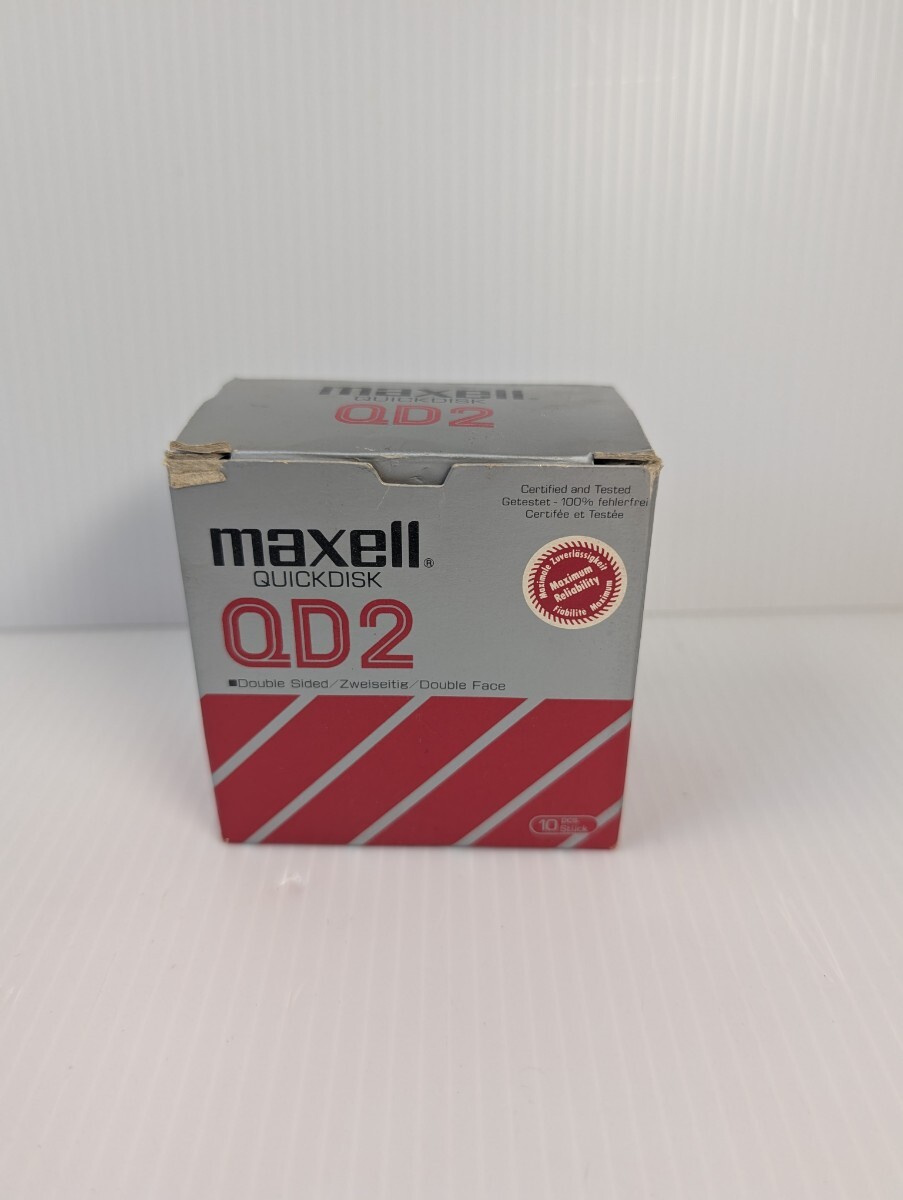 maxell®
QUICKDISK
QD2
Certified and Tested
Getestet - 100% fehlerfrei
Certifée et Testée
maxell®
QUICKDISK
QD2
Maximale Zuverlässigkeit
Maximum
Reliability
Fiabilité Maximum
■Double Sided/Zweiseitig/Double Face
10 pcs
Stück